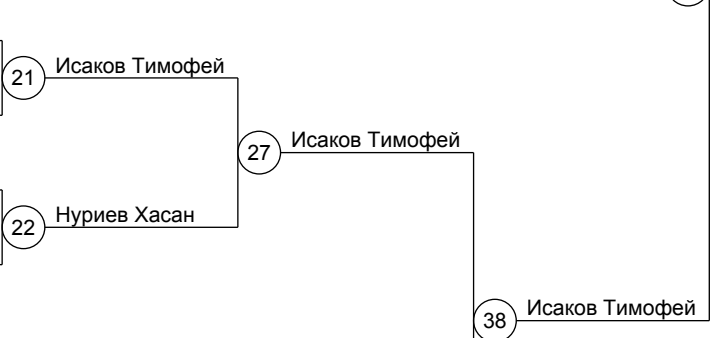 21 Исаков Тимофей
27 Исаков Тимофей
22 Нуриев Хасан
38 Исаков Тимофей